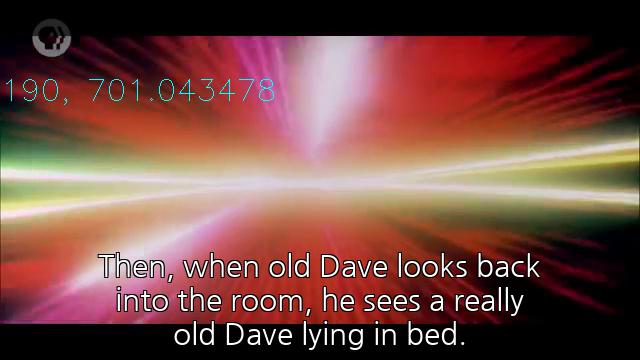 190, 701.043478
Then, when old Dave looks back
into the room, he sees a really
old Dave lying in bed.